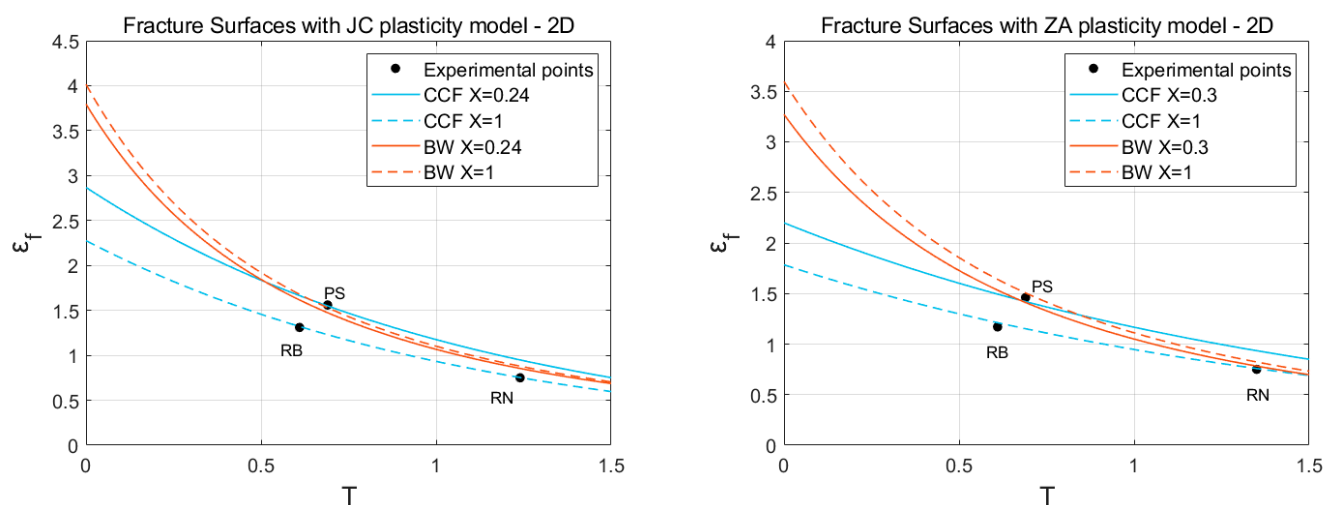 Fracture Surfaces with JC plasticity model - 2D
4.5
4
3.5
3
2.5
2
1.5
1
0.5
0
ε_f
Experimental points
CCF X=0.24
CCF X=1
BW X=0.24
BW X=1
PS
RB
RN
0
0.5
1
1.5
T
Fracture Surfaces with ZA plasticity model - 2D
4
3.5
3
2.5
2
1.5
1
0.5
0
ε_f
Experimental points
CCF X=0.3
CCF X=1
BW X=0.3
BW X=1
PS
RB
RN
0
0.5
1
1.5
T